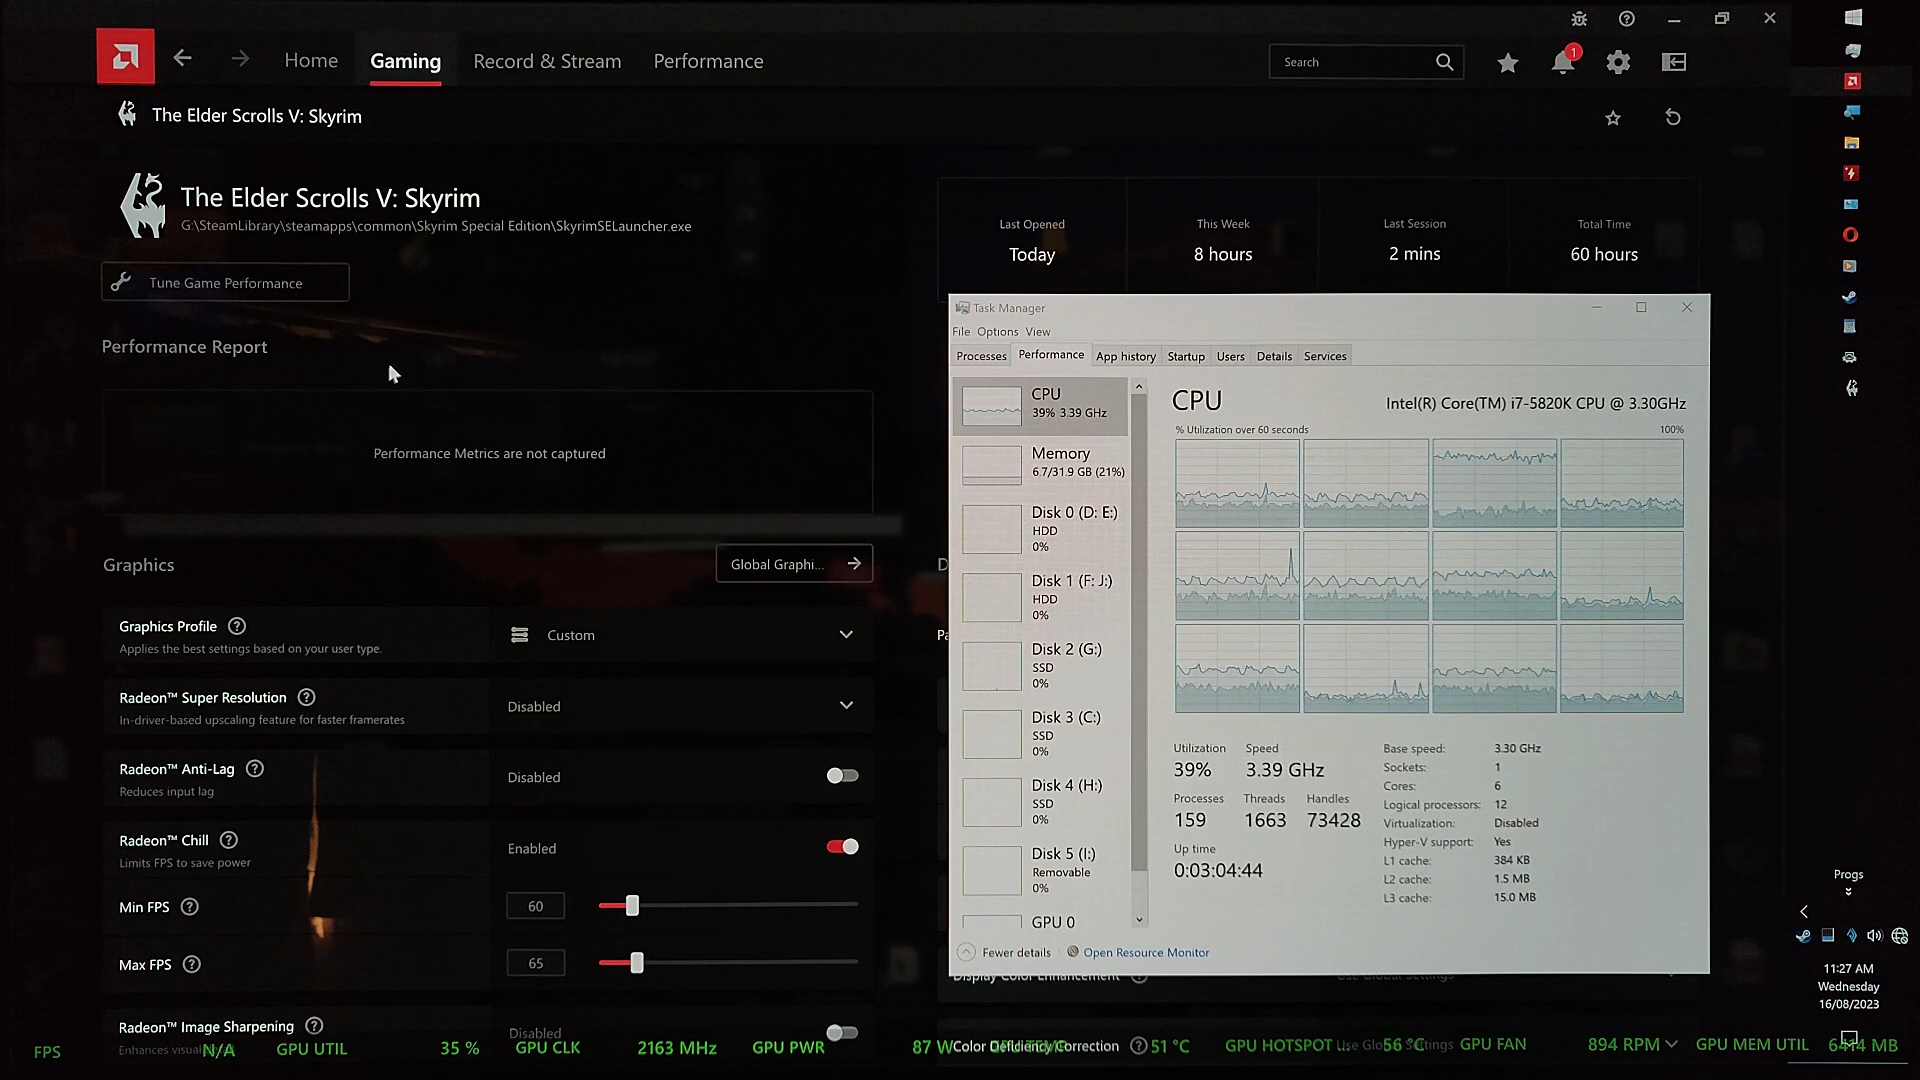 Home
Gaming
Record & Stream
Performance
Search
1
The Elder Scrolls V: Skyrim
The Elder Scrolls V: Skyrim
G:\SteamLibrary\steamapps\common\Skyrim Special Edition\SkyrimSELauncher.exe
Tune Game Performance
Last Opened
Today
This Week
8 hours
Last Session
2 mins
Total Time
60 hours
Performance Report
Performance Metrics are not captured
Graphics
Global Graphi...
Graphics Profile
Applies the best settings based on your user type.
Custom
Radeon™ Super Resolution
In-driver-based upscaling feature for faster framerates
Disabled
Radeon™ Anti-Lag
Reduces input lag
Disabled
Radeon™ Chill
Limits FPS to save power
Enabled
Min FPS
60
Max FPS
65
Radeon™ Image Sharpening
Disabled
Task Manager
File Options View
Processes Performance App history Startup Users Details Services
CPU
39% 3.39 GHz
Memory
6.7/31.9 GB (21%)
Disk 0 (D: E:)
HDD
0%
Disk 1 (F: J:)
HDD
0%
Disk 2 (G:)
SSD
0%
Disk 3 (C:)
SSD
0%
Disk 4 (H:)
SSD
0%
Disk 5 (I:)
Removable
0%
GPU 0
CPU
Intel(R) Core(TM) i7-5820K CPU @ 3.30GHz
% Utilization over 60 seconds
100%
Utilization
39%
Speed
3.39 GHz
Processes
159
Threads
1663
Handles
73428
Up time
0:03:04:44
Base speed: 3.30 GHz
Sockets: 1
Cores: 6
Logical processors: 12
Virtualization: Disabled
Hyper-V support: Yes
L1 cache: 384 KB
L2 cache: 1.5 MB
L3 cache: 15.0 MB
Fewer details
Open Resource Monitor
Display Color Enhancement
Use Global Settings
Color Deficiency Correction
FPS
N/A
GPU UTIL
35 %
GPU CLK
2163 MHz
GPU PWR
87 W
51 °C
GPU HOTSPOT ...
56 °C
GPU FAN
894 RPM
GPU MEM UTIL
6414 MB
Progs
11:27 AM
Wednesday
16/08/2023